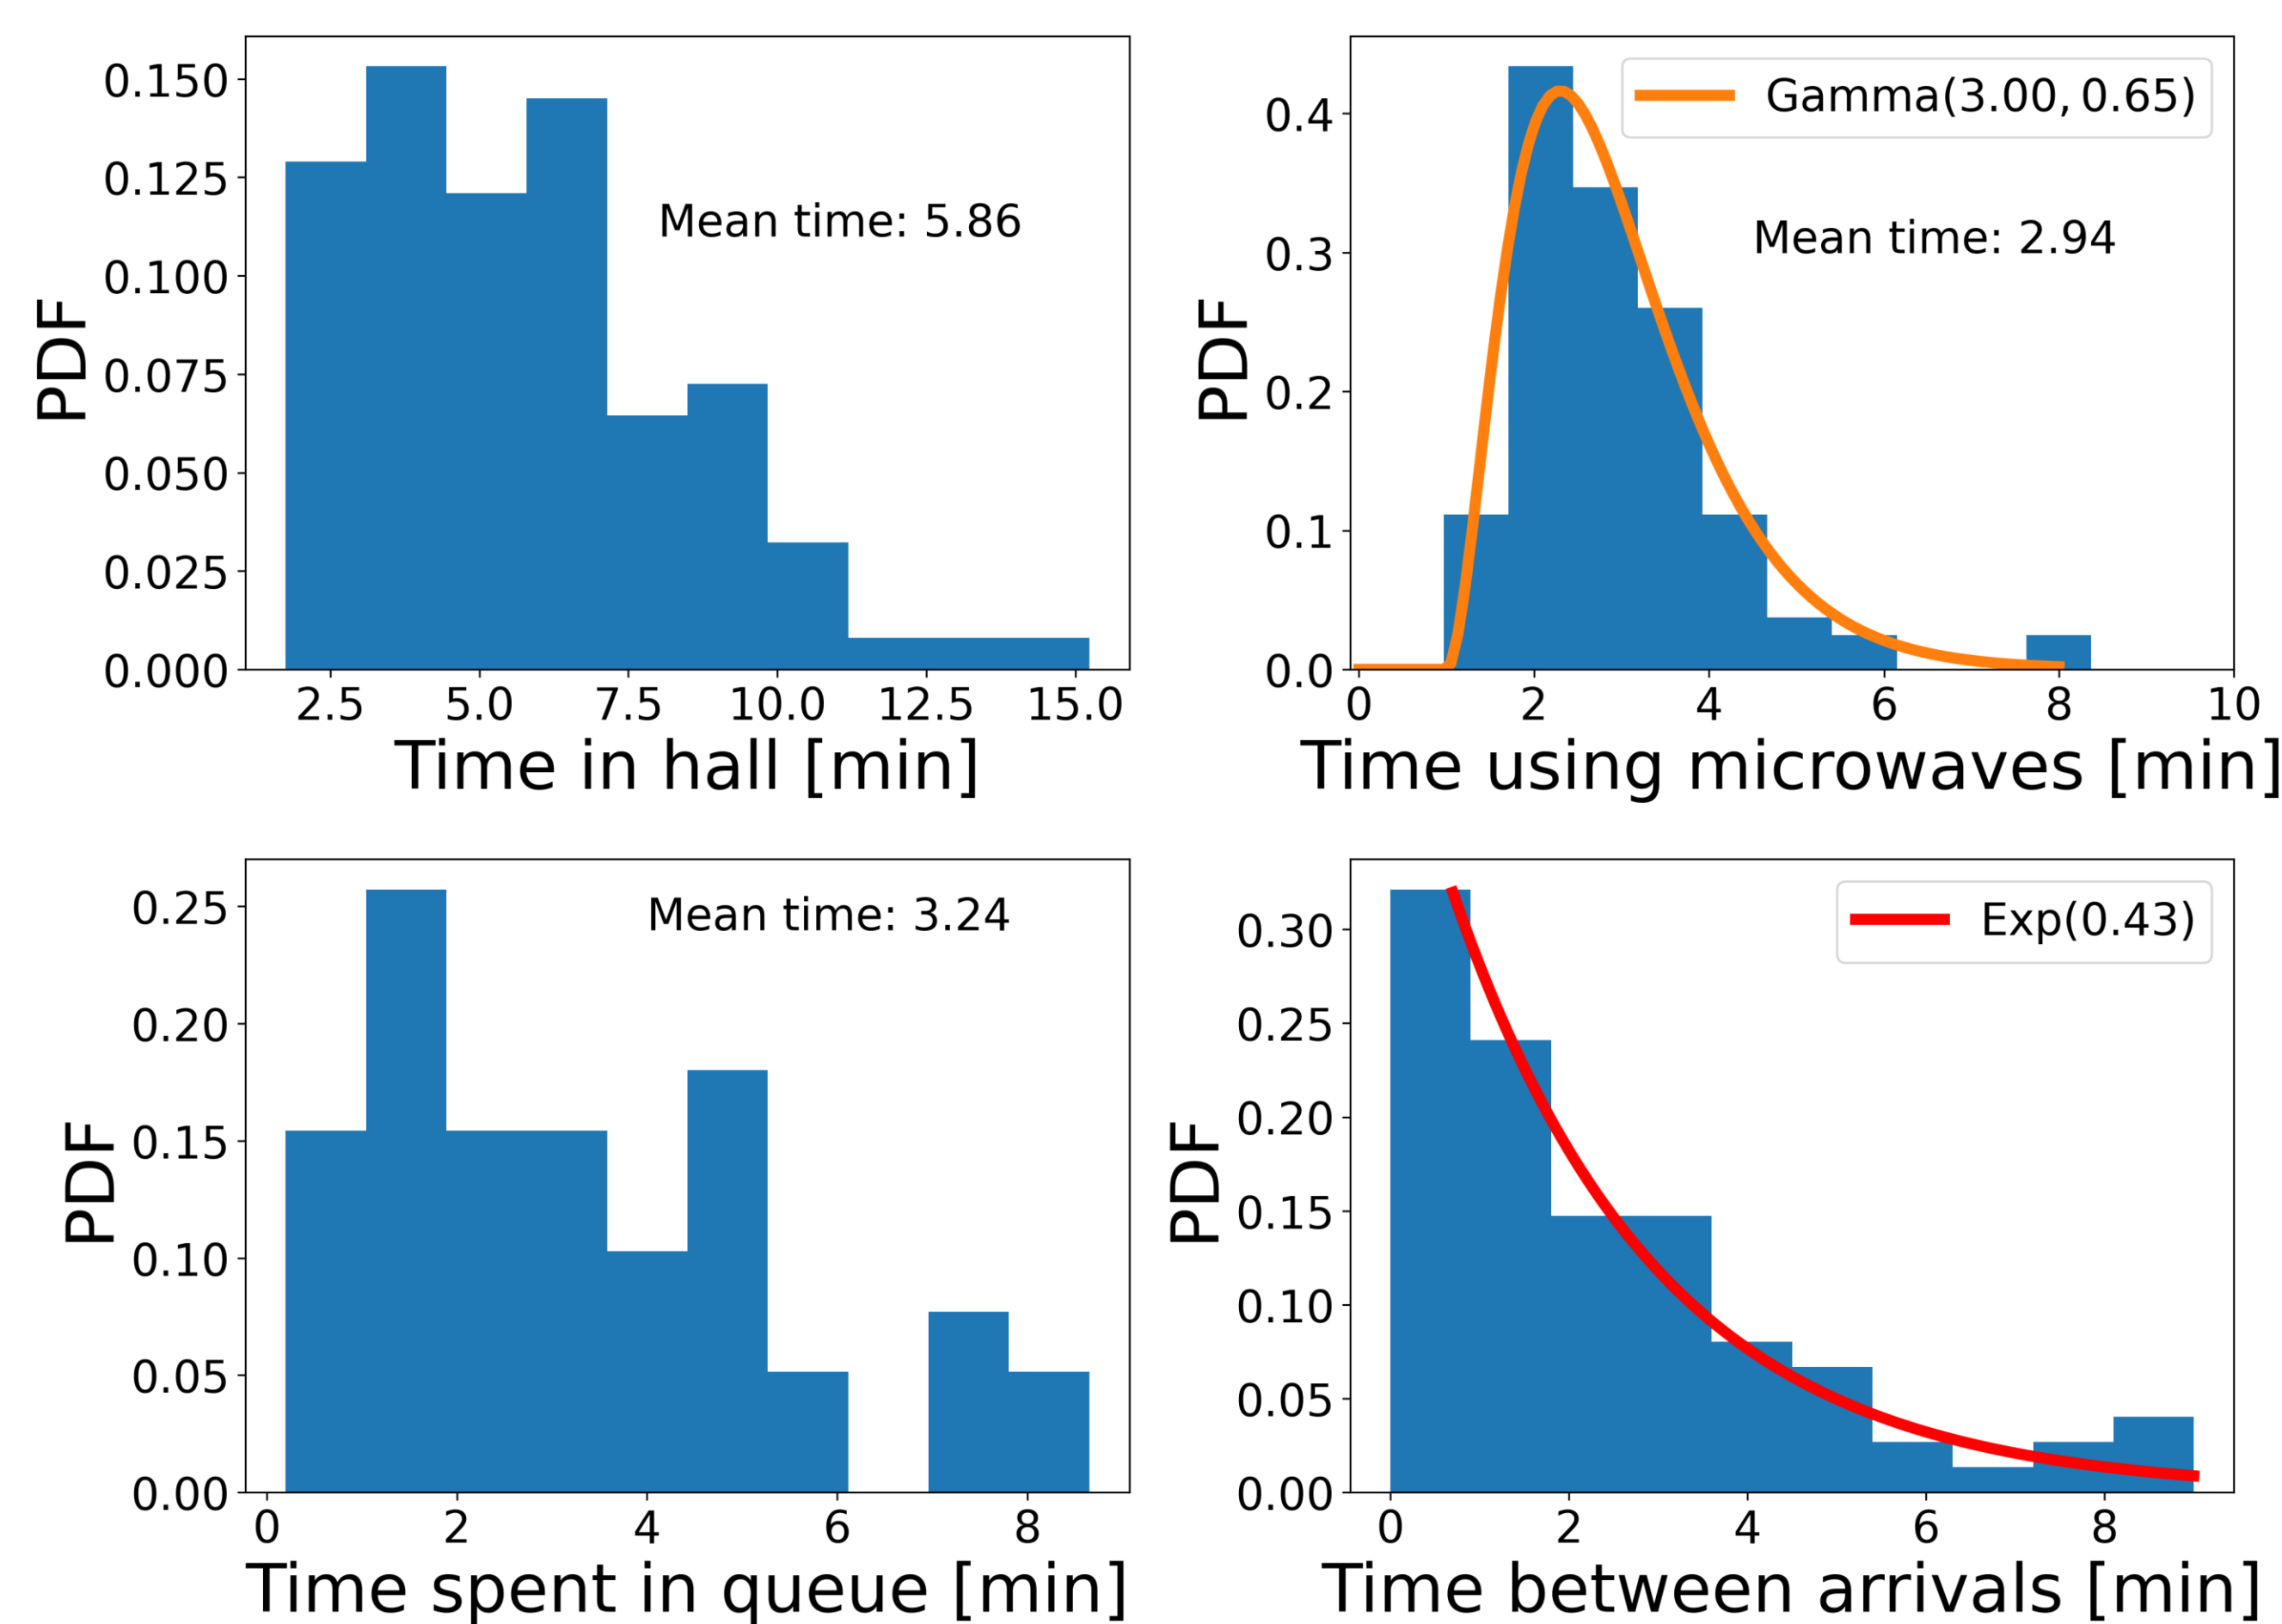 0.150
0.125
0.100
0.075
0.050
0.025
0.000
PDF
Mean time: 5.86
2.5 5.0 7.5 10.0 12.5 15.0
Time in hall [min]
0.4
0.3
0.2
0.1
0.0
PDF
Gamma(3.00, 0.65)
Mean time: 2.94
0 2 4 6 8 10
Time using microwaves [min]
0.25
0.20
0.15
0.10
0.05
0.00
PDF
Mean time: 3.24
0 2 4 6 8
Time spent in queue [min]
0.30
0.25
0.20
0.15
0.10
0.05
0.00
PDF
Exp(0.43)
0 2 4 6 8
Time between arrivals [min]